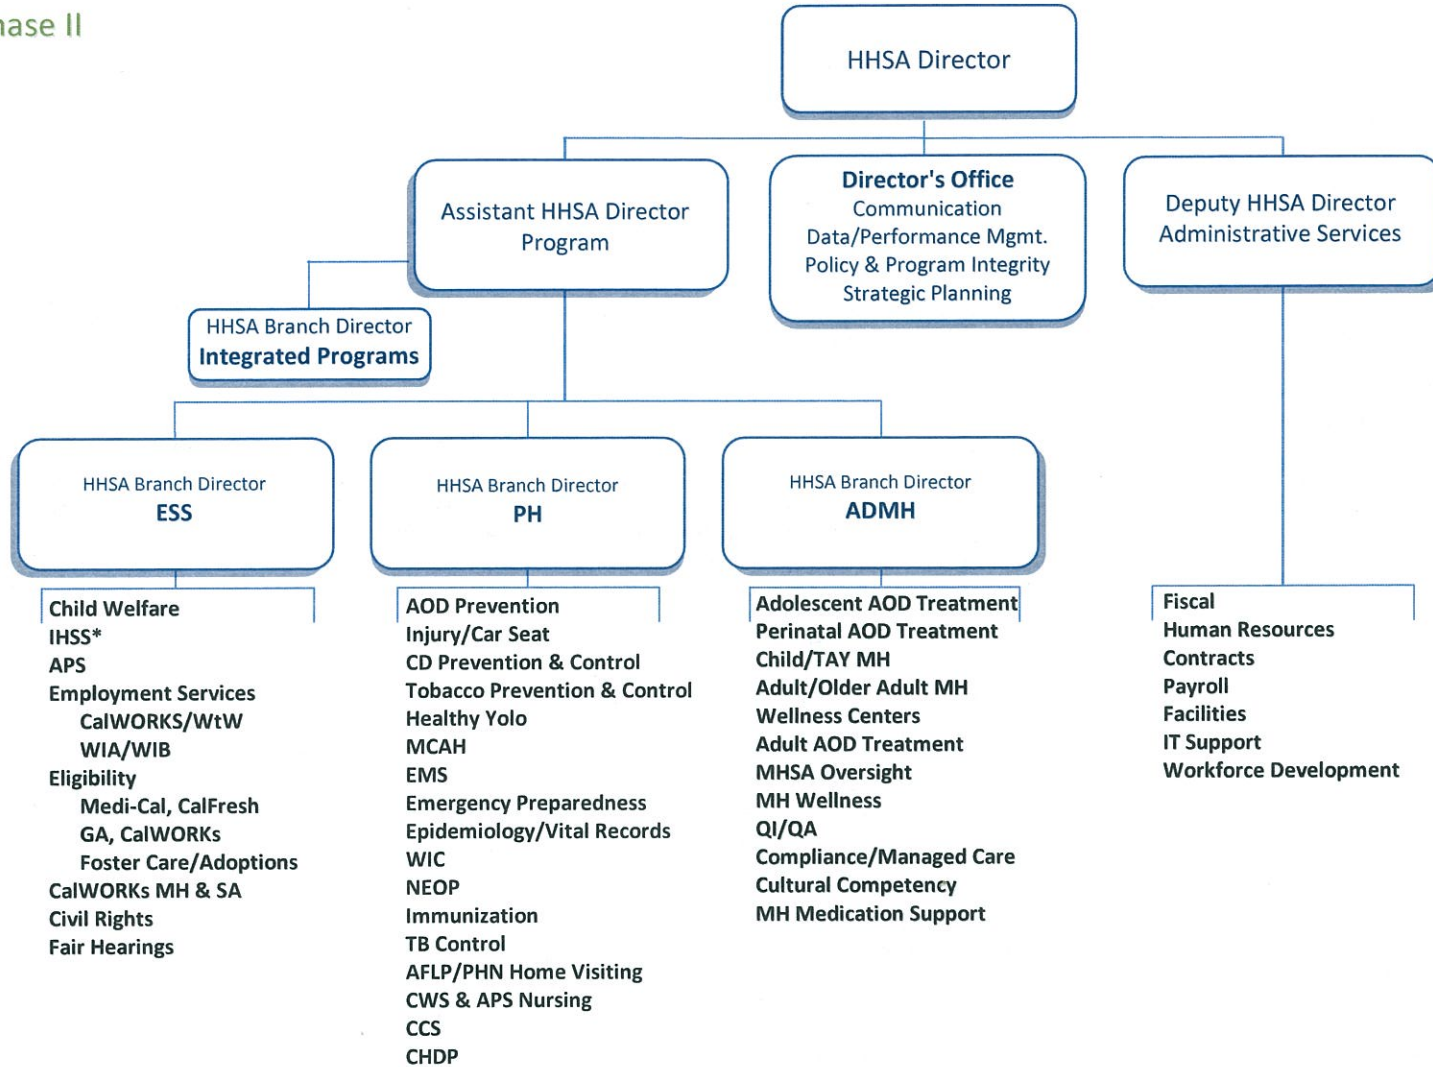 hase II
HHSA Director
Assistant HHSA Director
Program
Director's Office
Communication
Data/Performance Mgmt.
Policy & Program Integrity
Strategic Planning
Deputy HHSA Director
Administrative Services
HHSA Branch Director
Integrated Programs
HHSA Branch Director
ESS
HHSA Branch Director
PH
HHSA Branch Director
ADMH
Child Welfare
IHSS*
APS
Employment Services
CalWORKS/WtW
WIA/WIB
Eligibility
Medi-Cal, CalFresh
GA, CalWORKs
Foster Care/Adoptions
CalWORKs MH & SA
Civil Rights
Fair Hearings
AOD Prevention
Injury/Car Seat
CD Prevention & Control
Tobacco Prevention & Control
Healthy Yolo
MCAH
EMS
Emergency Preparedness
Epidemiology/Vital Records
WIC
NEOP
Immunization
TB Control
AFLP/PHN Home Visiting
CWS & APS Nursing
CCS
CHDP
Adolescent AOD Treatment
Perinatal AOD Treatment
Child/TAY MH
Adult/Older Adult MH
Wellness Centers
Adult AOD Treatment
MHSA Oversight
MH Wellness
QI/QA
Compliance/Managed Care
Cultural Competency
MH Medication Support
Fiscal
Human Resources
Contracts
Payroll
Facilities
IT Support
Workforce Development